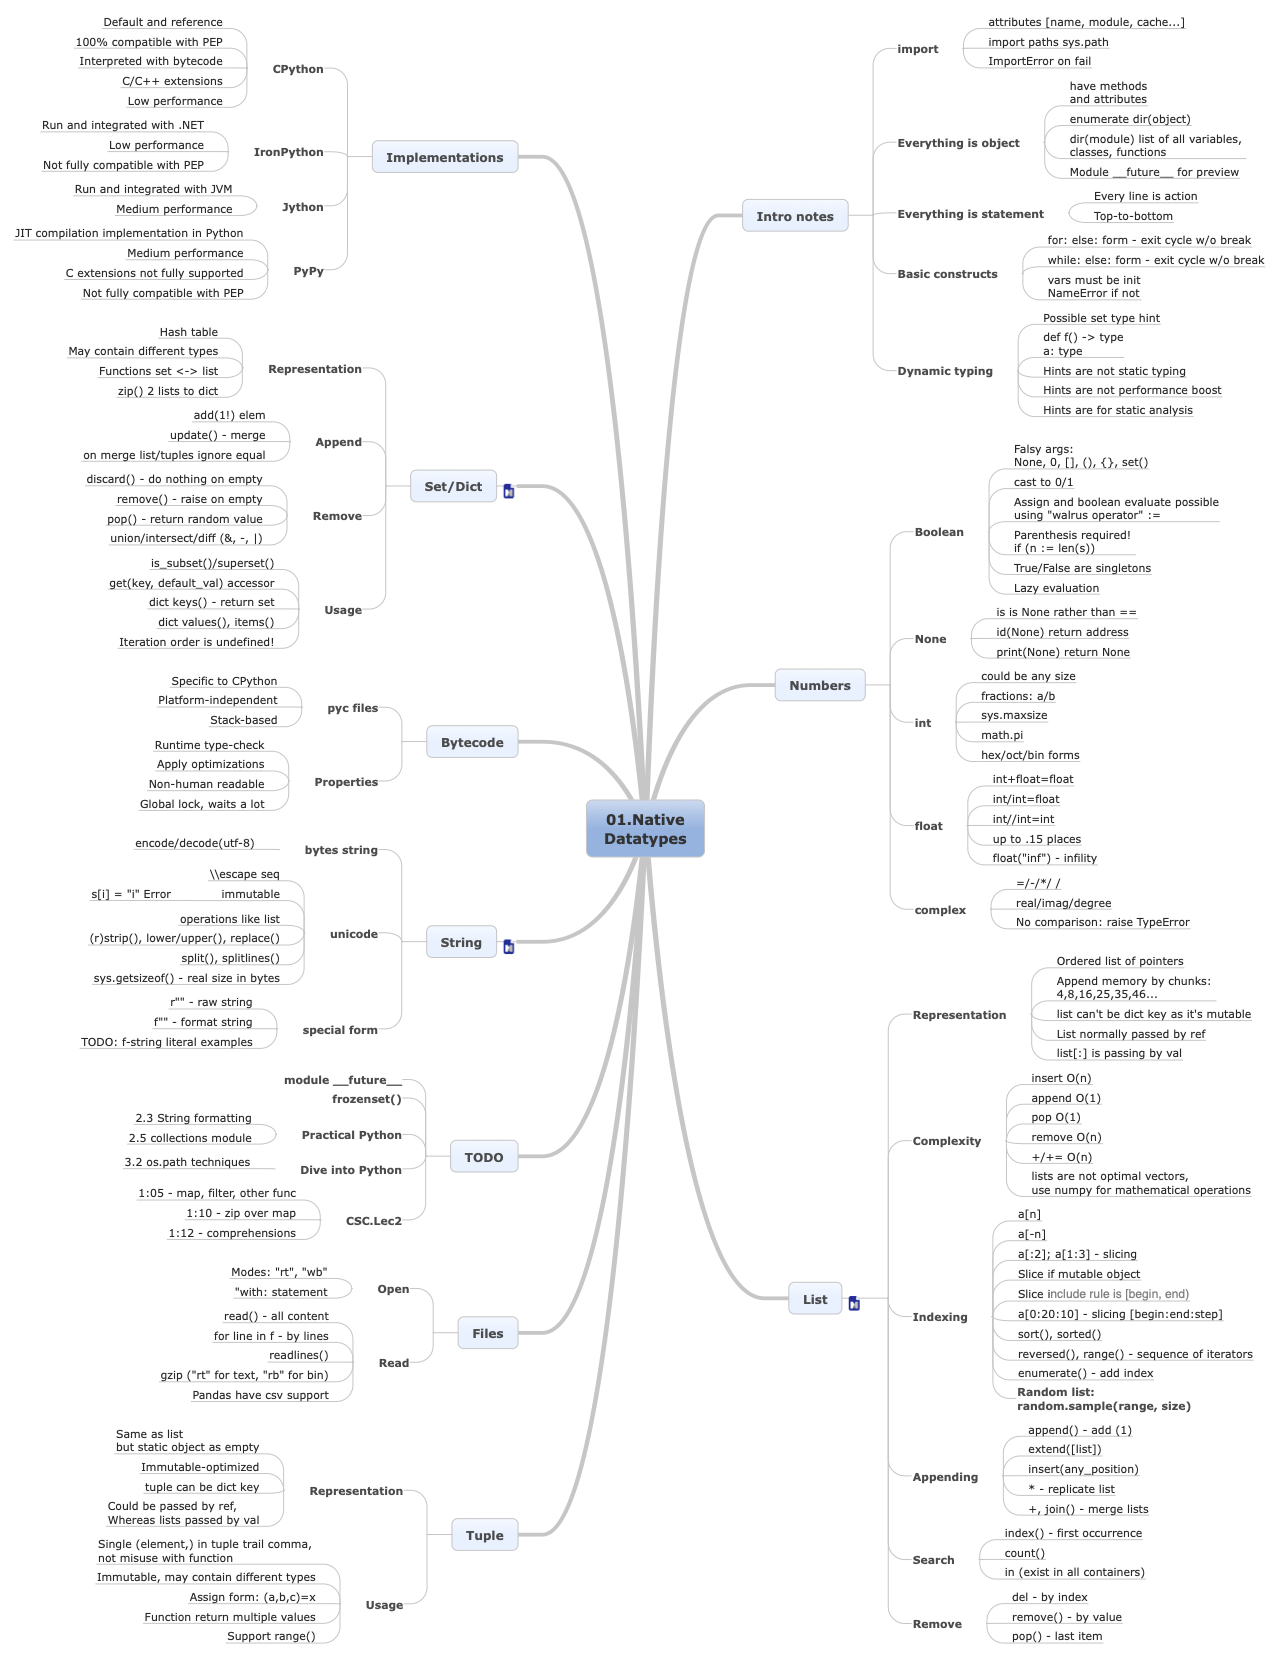 01.Native
Datatypes
Implementations
CPython
Default and reference
100% compatible with PEP
Interpreted with bytecode
C/C++ extensions
Low performance
IronPython
Run and integrated with .NET
Low performance
Not fully compatible with PEP
Jython
Run and integrated with JVM
Medium performance
PyPy
JIT compilation implementation in Python
Medium performance
C extensions not fully supported
Not fully compatible with PEP
Set/Dict
Representation
Hash table
May contain different types
Functions set <-> list
zip() 2 lists to dict
Append
add(1!) elem
update() - merge
on merge list/tuples ignore equal
Remove
discard() - do nothing on empty
remove() - raise on empty
pop() - return random value
union/intersect/diff (&, -, |)
Usage
is_subset()/superset()
get(key, default_val) accessor
dict keys() - return set
dict values(), items()
Iteration order is undefined!
Bytecode
pyc files
Specific to CPython
Platform-independent
Stack-based
Properties
Runtime type-check
Apply optimizations
Non-human readable
Global lock, waits a lot
String
bytes string
encode/decode(utf-8)
unicode
\\escape seq
immutable
s[i] = "i" Error
operations like list
(r)strip(), lower/upper(), replace()
split(), splitlines()
sys.getsizeof() - real size in bytes
special form
r"" - raw string
f"" - format string
TODO: f-string literal examples
TODO
module __future__
frozenset()
Practical Python
2.3 String formatting
2.5 collections module
Dive into Python
3.2 os.path techniques
CSC.Lec2
1:05 - map, filter, other func
1:10 - zip over map
1:12 - comprehensions
Files
Open
Modes: "rt", "wb"
"with: statement
Read
read() - all content
for line in f - by lines
readlines()
gzip ("rt" for text, "rb" for bin)
Pandas have csv support
Tuple
Representation
Same as list
but static object as empty
Immutable-optimized
tuple can be dict key
Could be passed by ref,
Whereas lists passed by val
Usage
Single (element,) in tuple trail comma,
not misuse with function
Immutable, may contain different types
Assign form: (a,b,c)=x
Function return multiple values
Support range()
Intro notes
import
attributes [name, module, cache...]
import paths sys.path
ImportError on fail
Everything is object
have methods
and attributes
enumerate dir(object)
dir(module) list of all variables,
classes, functions
Module __future__ for preview
Everything is statement
Every line is action
Top-to-bottom
Basic constructs
for: else: form - exit cycle w/o break
while: else: form - exit cycle w/o break
vars must be init
NameError if not
Dynamic typing
Possible set type hint
def f() -> type
a: type
Hints are not static typing
Hints are not performance boost
Hints are for static analysis
Numbers
Boolean
Falsy args:
None, 0, [], (), {}, set()
cast to 0/1
Assign and boolean evaluate possible
using "walrus operator" :=
Parenthesis required!
if (n := len(s))
True/False are singletons
Lazy evaluation
None
is is None rather than ==
id(None) return address
print(None) return None
int
could be any size
fractions: a/b
sys.maxsize
math.pi
hex/oct/bin forms
float
int+float=float
int/int=float
int//int=int
up to .15 places
float("inf") - infility
complex
=/-/*/ /
real/imag/degree
No comparison: raise TypeError
List
Representation
Ordered list of pointers
Append memory by chunks:
4,8,16,25,35,46...
list can't be dict key as it's mutable
List normally passed by ref
list[:] is passing by val
Complexity
insert O(n)
append O(1)
pop O(1)
remove O(n)
+/+= O(n)
lists are not optimal vectors,
use numpy for mathematical operations
Indexing
a[n]
a[-n]
a[:2]; a[1:3] - slicing
Slice if mutable object
Slice include rule is [begin, end)
a[0:20:10] - slicing [begin:end:step]
sort(), sorted()
reversed(), range() - sequence of iterators
enumerate() - add index
Random list:
random.sample(range, size)
Appending
append() - add (1)
extend([list])
insert(any_position)
* - replicate list
+, join() - merge lists
Search
index() - first occurrence
count()
in (exist in all containers)
Remove
del - by index
remove() - by value
pop() - last item